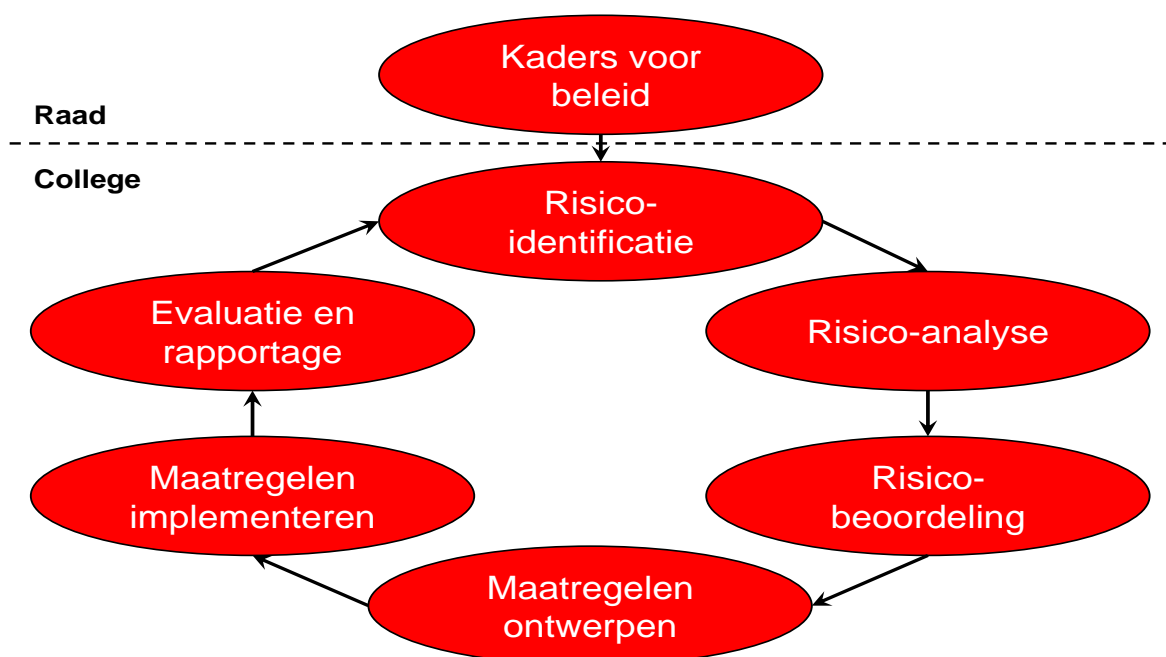 Kaders voor
beleid
Raad
College
Risico-
identificatie
Evaluatie en
rapportage
Risico-analyse
Maatregelen
implementeren
Risico-
beoordeling
Maatregelen
ontwerpen